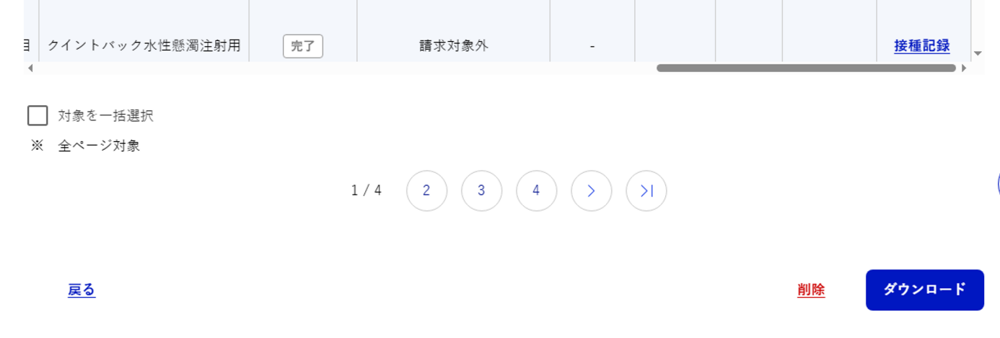 クイントバック水性懸濁注射用 完了 請求対象外 - 接種記録
対象を一括選択
※ 全ページ対象
1 / 4 2 3 4
戻る 削除 ダウンロード